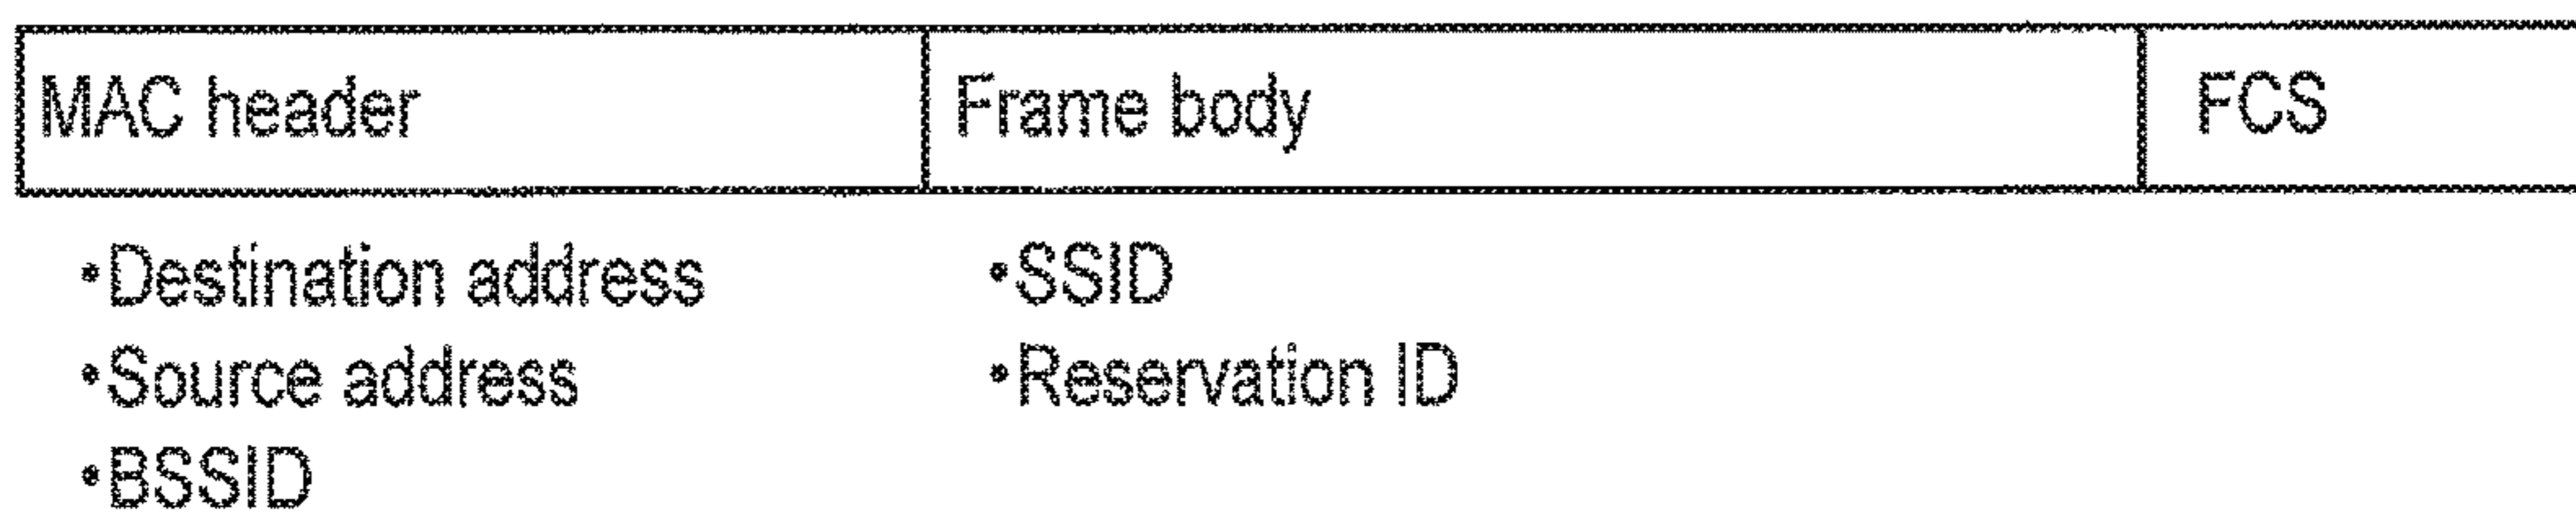 MAC header Frame body FCS
•Destination address •SSID
•Source address •Reservation ID
•BSSID